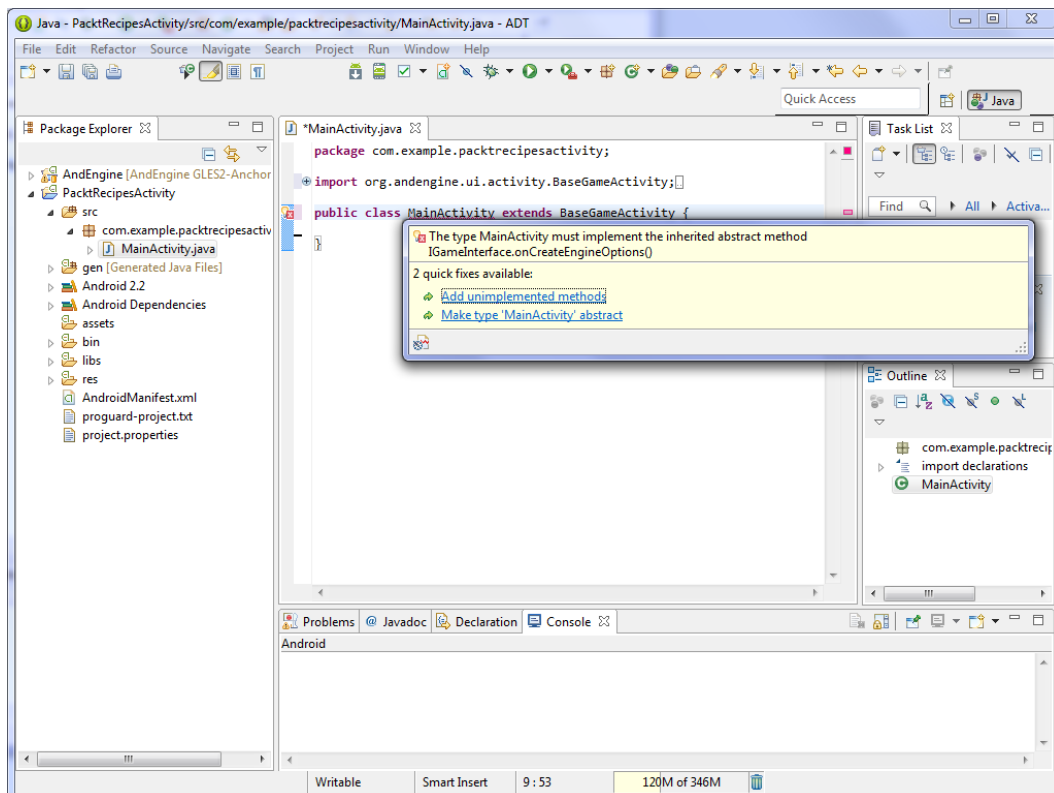 Java - PacktRecipesActivity/src/com/example/packtrecipesactivity/MainActivity.java - ADT
File Edit Refactor Source Navigate Search Project Run Window Help
Quick Access
Java
Package Explorer
AndEngine [AndEngine GLES2-Anchor
PacktRecipesActivity
src
com.example.packtrecipesactiv
MainActivity.java
gen [Generated Java Files]
Android 2.2
Android Dependencies
assets
bin
libs
res
AndroidManifest.xml
proguard-project.txt
project.properties
*MainActivity.java
package com.example.packtrecipesactivity;
import org.andengine.ui.activity.BaseGameActivity;
public class MainActivity extends BaseGameActivity {
}
The type MainActivity must implement the inherited abstract method
IGameInterface.onCreateEngineOptions()
2 quick fixes available:
Add unimplemented methods
Make type 'MainActivity' abstract
Task List
Find All Activa...
Outline
com.example.packtrecip
import declarations
MainActivity
Problems @ Javadoc Declaration Console
Android
Writable Smart Insert 9 : 53 120M of 346M